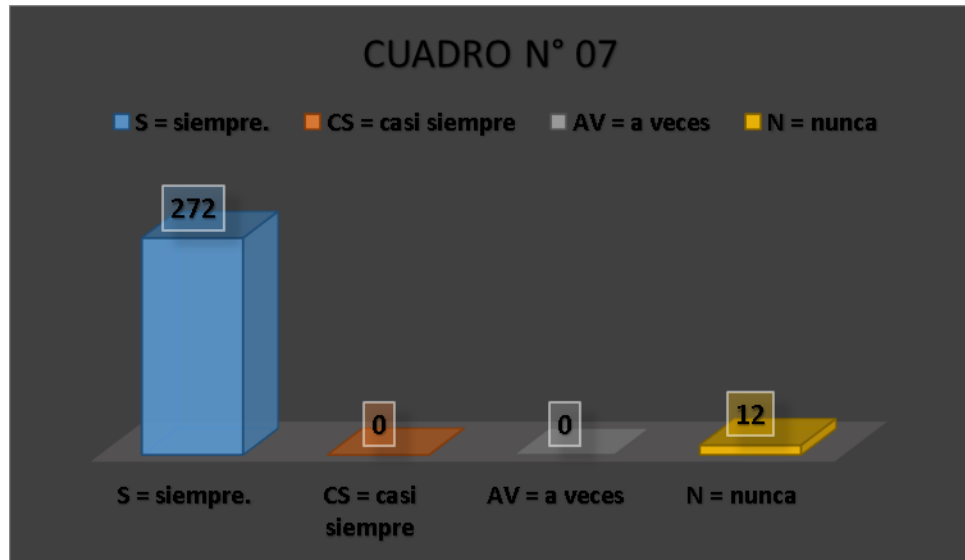 CUADRO N° 07
S = siempre. CS = casi siempre AV = a veces N = nunca
272
0
0
12
S = siempre.
CS = casi
siempre
AV = a veces
N = nunca